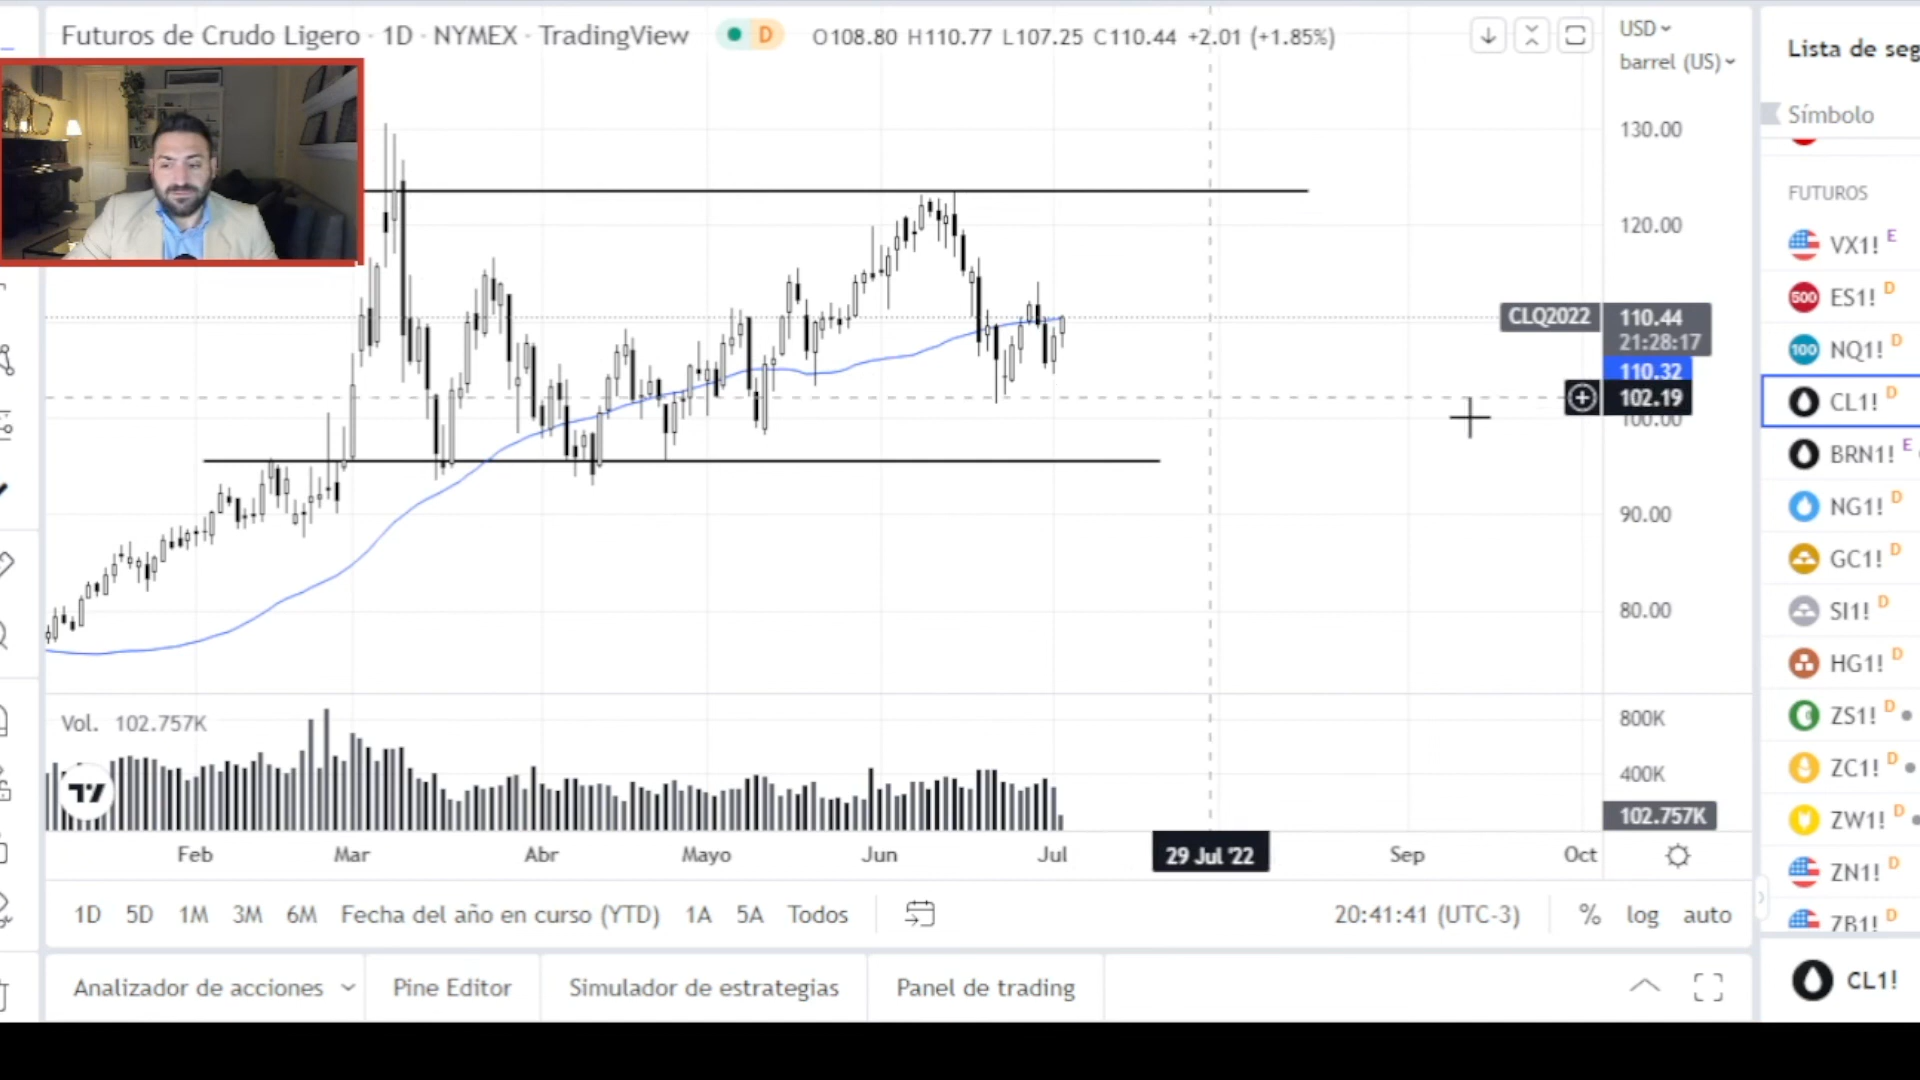 Futuros de Crudo Ligero · 1D · NYMEX · TradingView
D
O108.80 H110.77 L107.25 C110.44 +2.01 (+1.85%)
USD
barrel (US)
130.00
120.00
CLQ2022
110.44
21:28:17
110.32
102.19
100.00
90.00
80.00
Vol. 102.757K
800K
400K
102.757K
Feb
Mar
Abr
Mayo
Jun
Jul
29 Jul '22
Sep
Oct
1D 5D 1M 3M 6M Fecha del año en curso (YTD) 1A 5A Todos
20:41:41 (UTC-3)
% log auto
Analizador de acciones
Pine Editor
Simulador de estrategias
Panel de trading
Lista de seg
Símbolo
FUTUROS
VX1! E
500 ES1! D
100 NQ1! D
CL1! D
BRN1! E
NG1! D
GC1! D
SI1! D
HG1! D
ZS1! D
ZC1! D
ZW1! D
ZN1! D
ZB1! D
CL1!